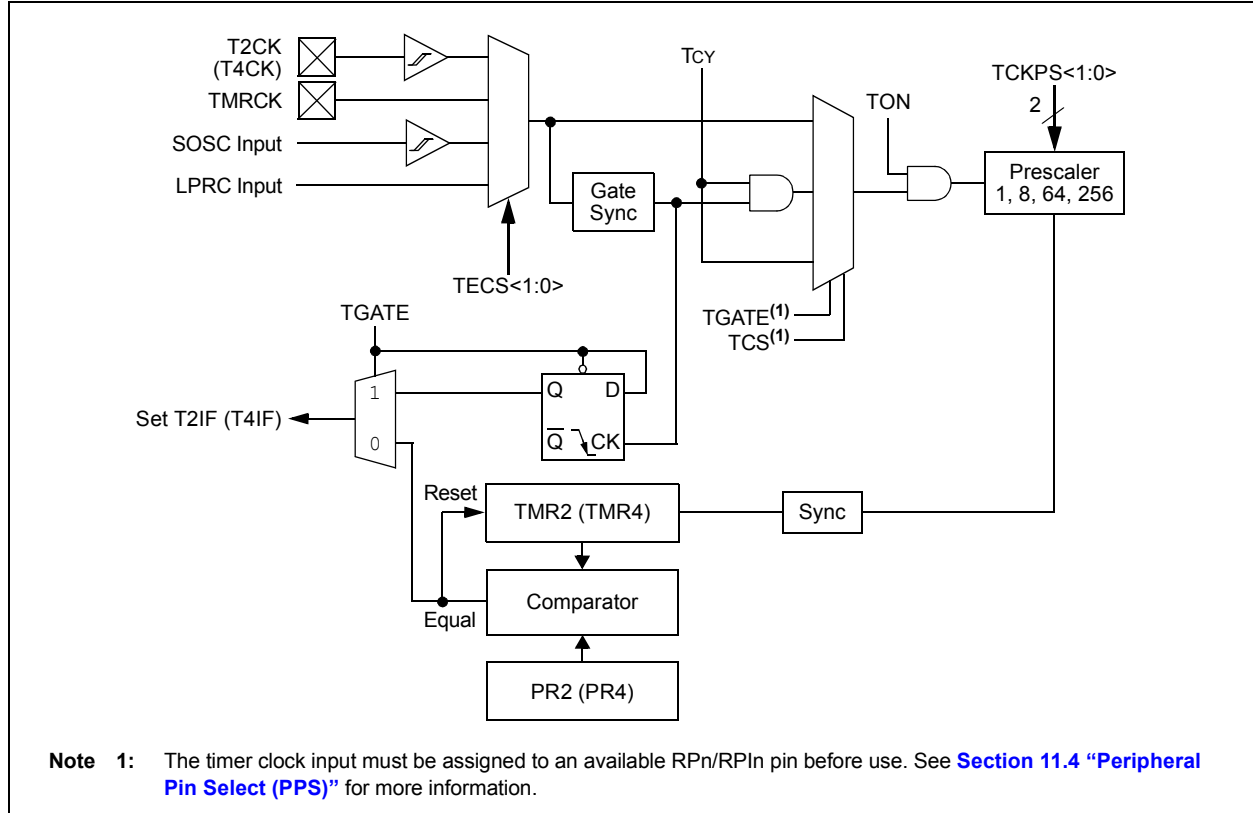 T2CK
(T4CK)
TMRCK
SOSC Input
LPRC Input
TECS<1:0>
Gate
Sync
TCY
TON
TCKPS<1:0>
2
Prescaler
1, 8, 64, 256
TGATE(1)
TCS(1)
TGATE
1
0
Set T2IF (T4IF)
Q D
Q CK
Reset
TMR2 (TMR4)
Sync
Comparator
Equal
PR2 (PR4)
Note 1: The timer clock input must be assigned to an available RPn/RPIn pin before use. See Section 11.4 “Peripheral
Pin Select (PPS)” for more information.